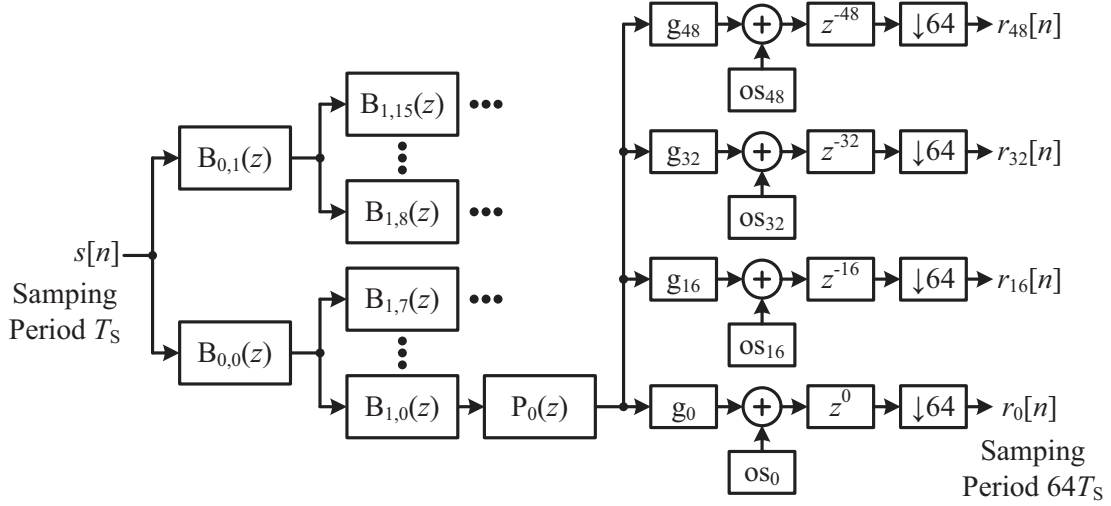 g₄₈ + z⁻⁴⁸ ↓64 r₄₈[n]
os₄₈
B₁,₁₅(z) •••
g₃₂ + z⁻³² ↓64 r₃₂[n]
B₀,₁(z)
B₁,₈(z) •••
os₃₂
s[n]
Samping
Period Tₛ
g₁₆ + z⁻¹⁶ ↓64 r₁₆[n]
B₁,₇(z) •••
os₁₆
B₀,₀(z)
B₁,₀(z) P₀(z) g₀ + z⁰ ↓64 r₀[n]
os₀
Samping
Period 64Tₛ